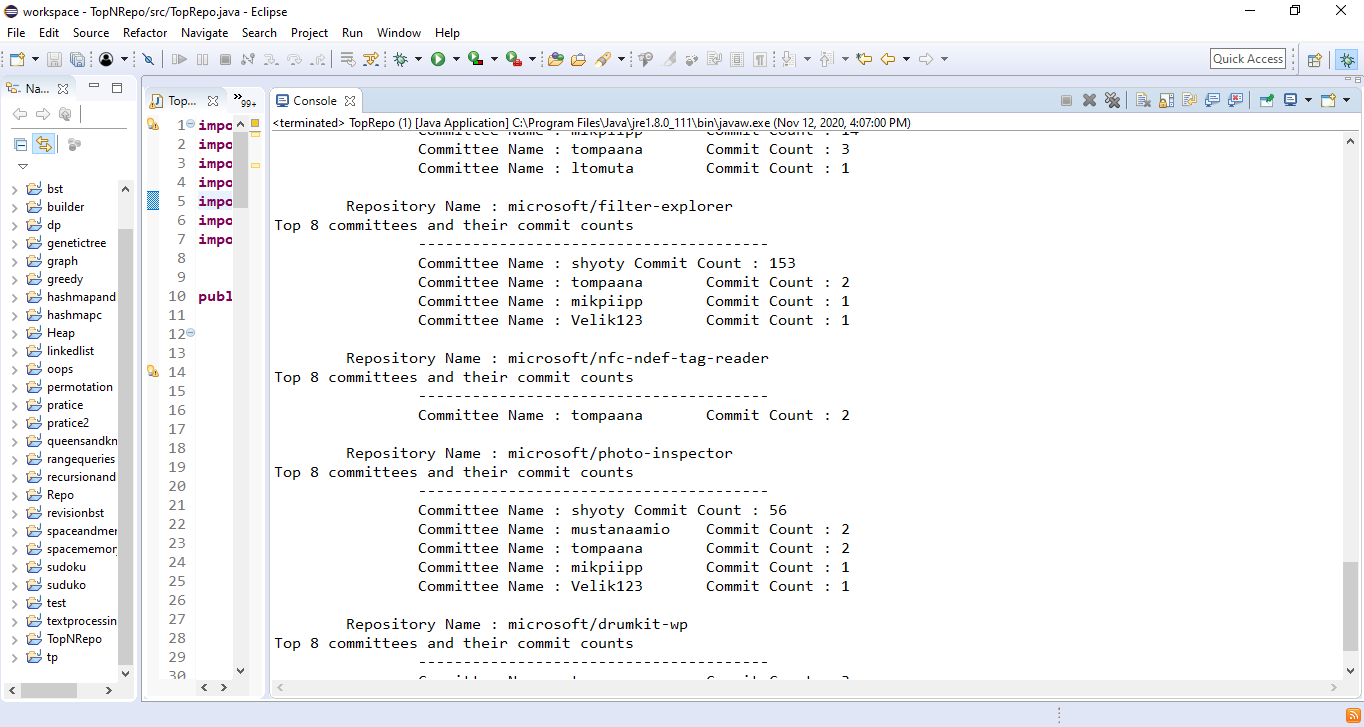 workspace - TopNRepo/src/TopRepo.java - Eclipse
File Edit Source Refactor Navigate Search Project Run Window Help
Quick Access
Na...
bst
builder
dp
genetictree
graph
greedy
hashmapand
hashmapc
Heap
linkedlist
oops
permotation
pratice
pratice2
queensandkn
rangequeries
recursionand
Repo
revisionbst
spaceandmer
spacememor
sudoku
suduko
test
textprocessin
TopNRepo
tp
Top...
99+
1 impo
2 impo
3 impo
4 impo
5 impo
6 impo
7 impo
8
9
10 publ
11
12
13
14
15
16
17
18
19
20
21
22
23
24
25
26
27
28
29
30
Console
<terminated> TopRepo (1) [Java Application] C:\Program Files\Java\jre1.8.0_111\bin\javaw.exe (Nov 12, 2020, 4:07:00 PM)
Committee Name : mikpiipp Commit Count : 14
Committee Name : tompaana Commit Count : 3
Committee Name : ltomuta Commit Count : 1
Repository Name : microsoft/filter-explorer
Top 8 committees and their commit counts
---------------------------------------
Committee Name : shyoty Commit Count : 153
Committee Name : tompaana Commit Count : 2
Committee Name : mikpiipp Commit Count : 1
Committee Name : Velik123 Commit Count : 1
Repository Name : microsoft/nfc-ndef-tag-reader
Top 8 committees and their commit counts
---------------------------------------
Committee Name : tompaana Commit Count : 2
Repository Name : microsoft/photo-inspector
Top 8 committees and their commit counts
---------------------------------------
Committee Name : shyoty Commit Count : 56
Committee Name : mustanaamio Commit Count : 2
Committee Name : tompaana Commit Count : 2
Committee Name : mikpiipp Commit Count : 1
Committee Name : Velik123 Commit Count : 1
Repository Name : microsoft/drumkit-wp
Top 8 committees and their commit counts
---------------------------------------